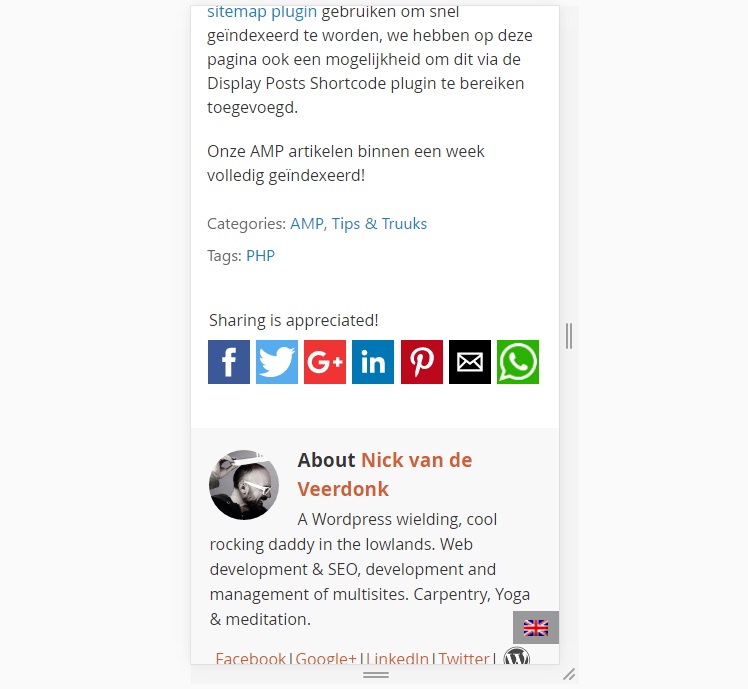 sitemap plugin gebruiken om snel
geïndexeerd te worden, we hebben op deze
pagina ook een mogelijkheid om dit via de
Display Posts Shortcode plugin te bereiken
toegevoegd.
Onze AMP artikelen binnen een week
volledig geïndexeerd!
Categories: AMP, Tips & Truuks
Tags: PHP
Sharing is appreciated!
f G+ in
About Nick van de
Veerdonk
A Wordpress wielding, cool
rocking daddy in the lowlands. Web
development & SEO, development and
management of multisites. Carpentry, Yoga
& meditation.
Facebook|Google+|LinkedIn|Twitter|